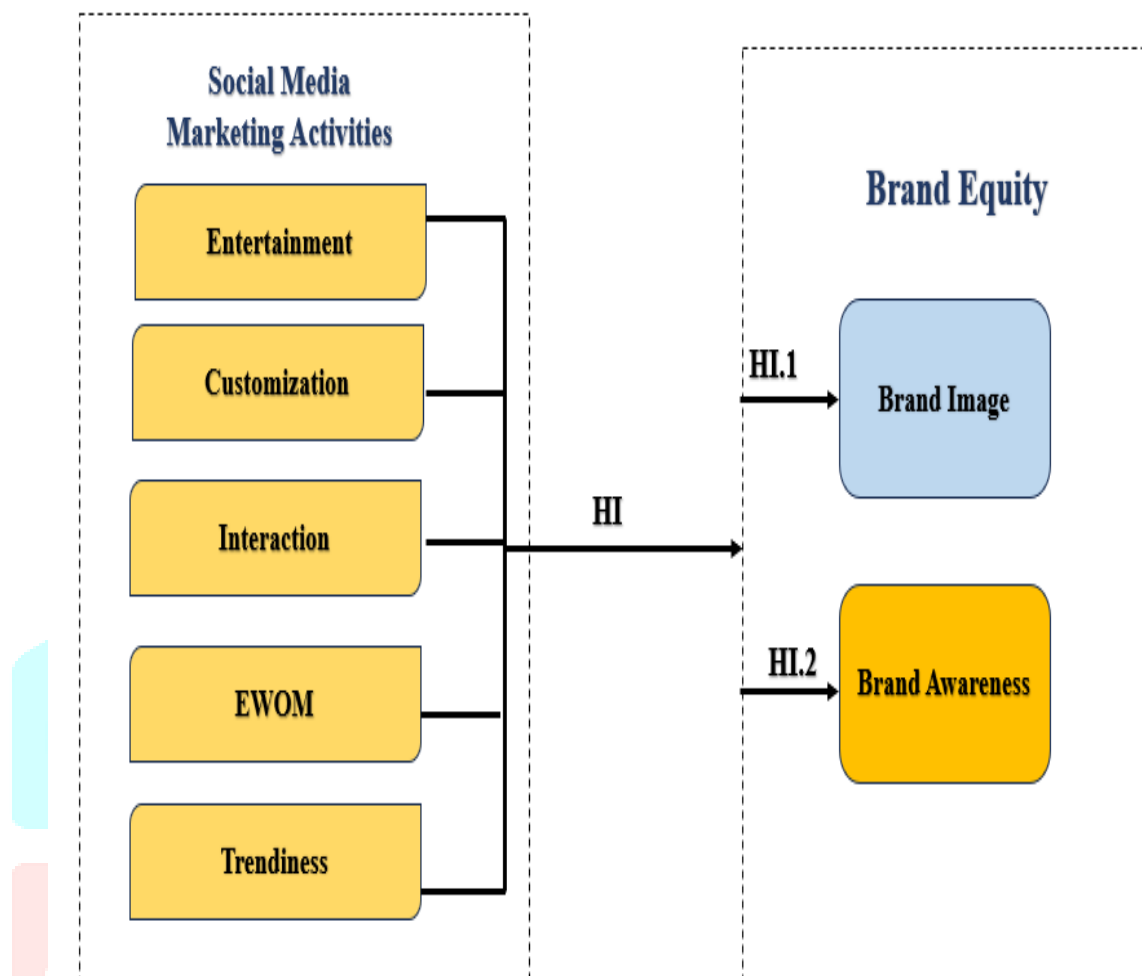 Social Media
Marketing Activities
Entertainment
Customization
Interaction
EWOM
Trendiness
HI
Brand Equity
HI.1
Brand Image
HI.2
Brand Awareness